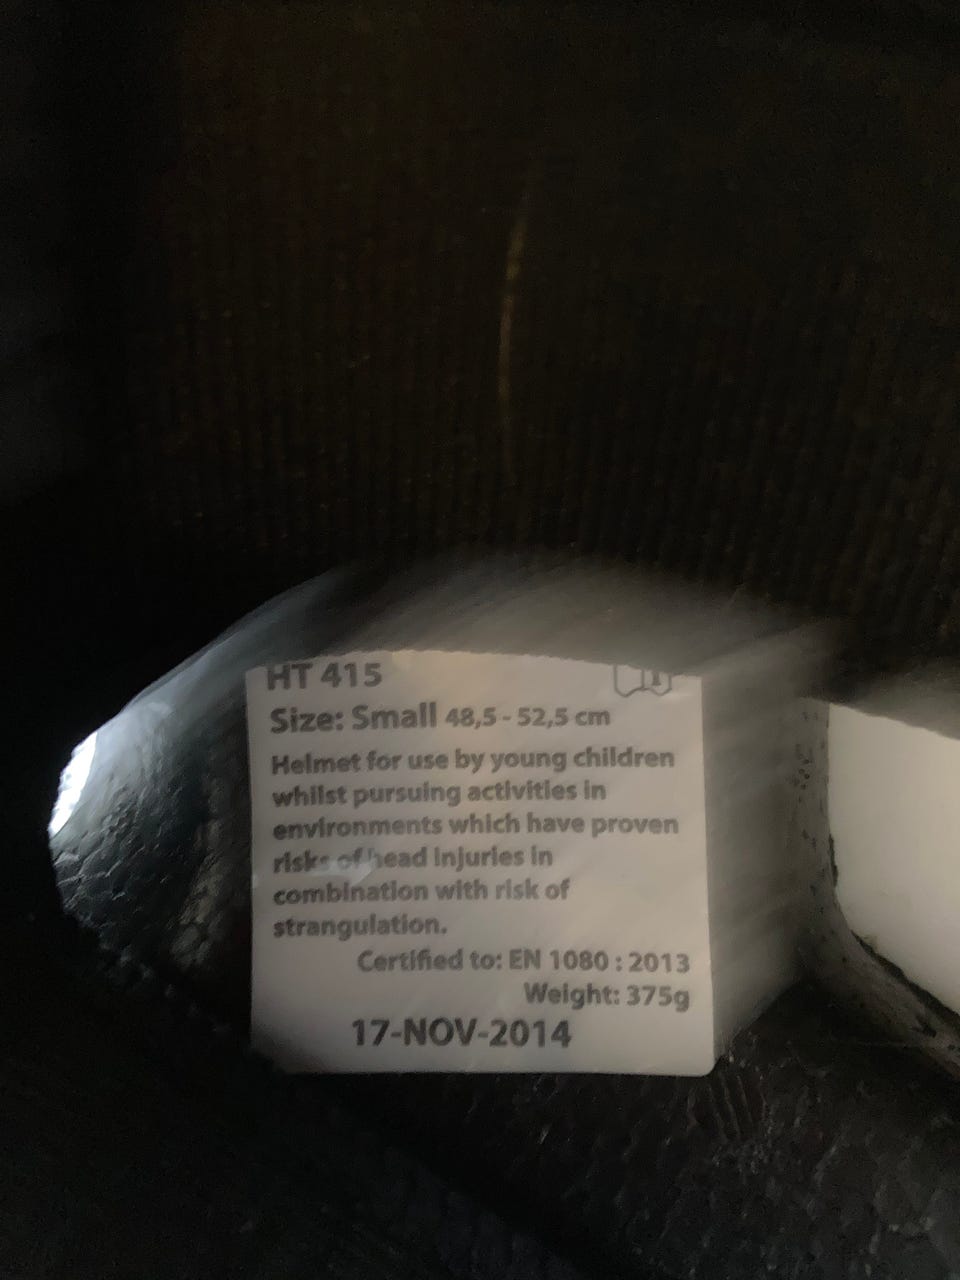 HT 415
Size: Small 48,5 - 52,5 cm
Helmet for use by young children
whilst pursuing activities in
environments which have proven
risks of head injuries in
combination with risk of
strangulation.
Certified to: EN 1080 : 2013
Weight: 375g
17-NOV-2014